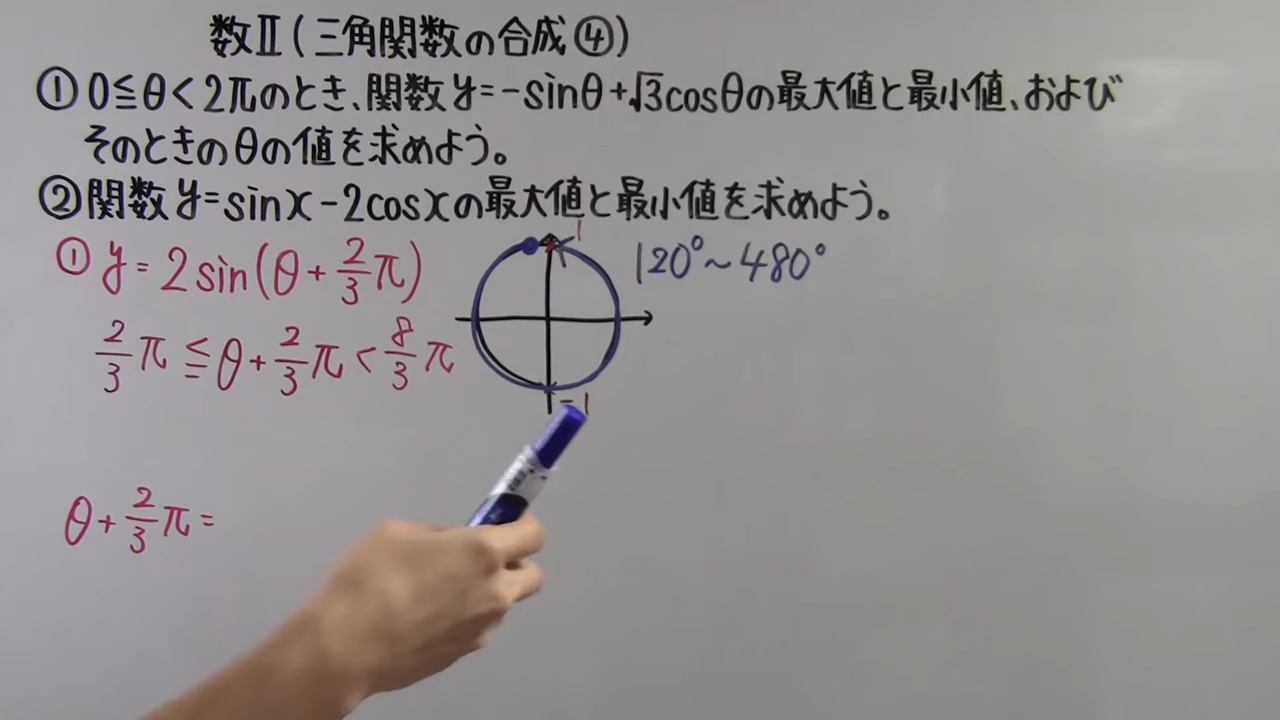 数Ⅱ(三角関数の合成④)
①0≦θ<2πのとき、関数y=-sinθ+√3cosθの最大値と最小値、および
そのときのθの値を求めよう。
②関数y=sinx-2cosxの最大値と最小値を求めよう。
①y=2sin(θ+2/3π)
1
120°~480°
2/3π≦θ+2/3π<8/3π
-1
θ+2/3π=